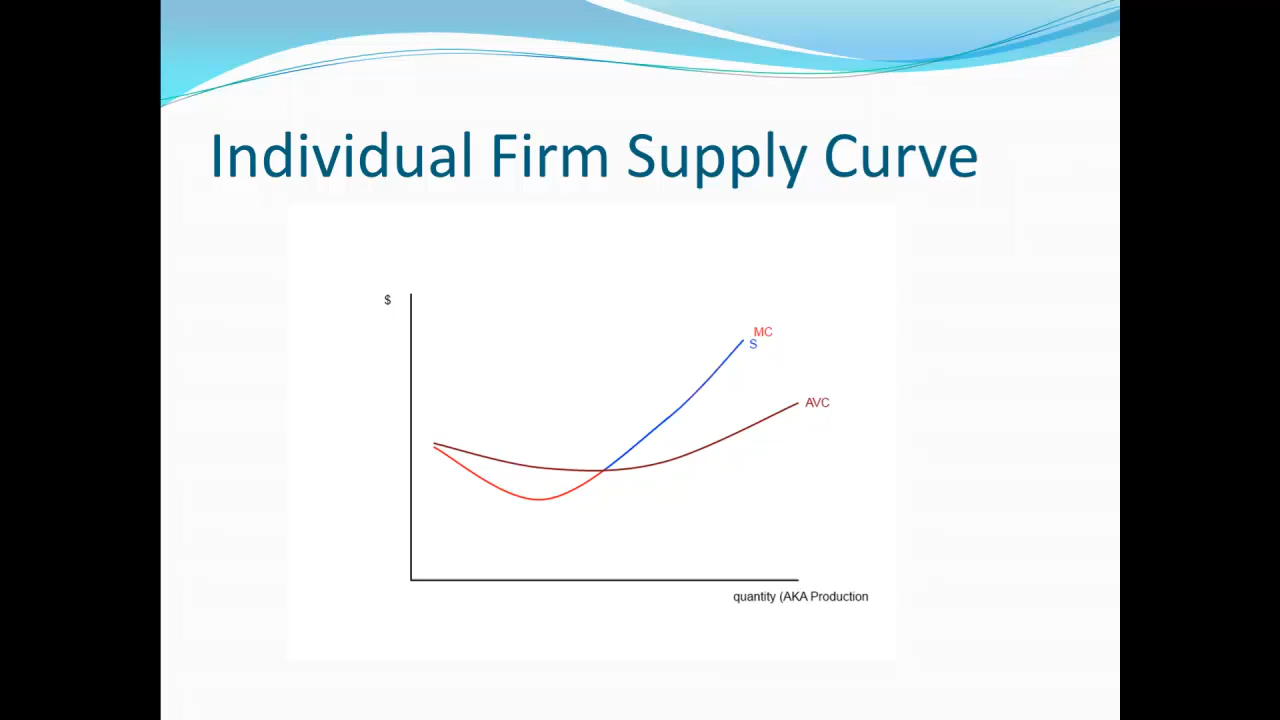 Individual Firm Supply Curve
$
MC
S
AVC
quantity (AKA Production